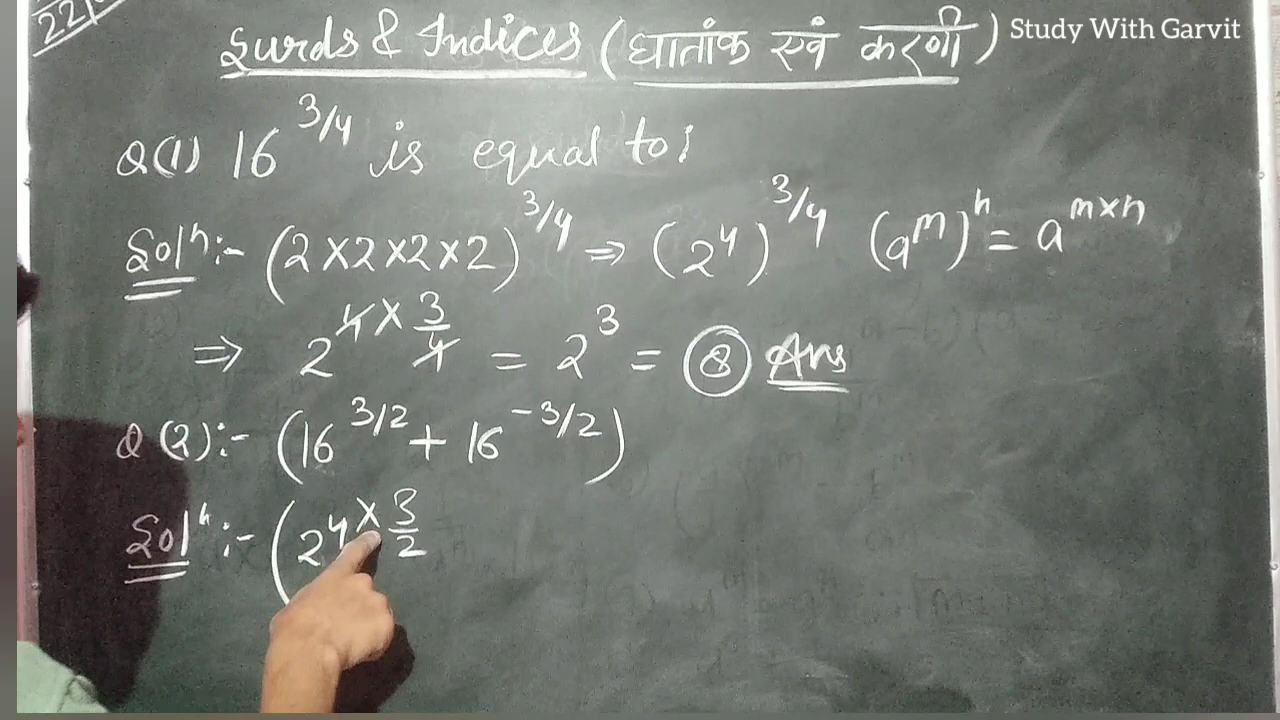 22/
Surds & Indices (घातांक एवं करणी)
Study With Garvit
Q(1) 16^3/4 is equal to:
Solⁿ:- (2×2×2×2)^3/4 ⇒ (2^4)^3/4 (a^m)^n = a^m×n
⇒ 2^4×3/4 = 2^3 = 8 Ans
Q(2):- (16^3/2 + 16^-3/2)
Solⁿ:- (2^4×3/2